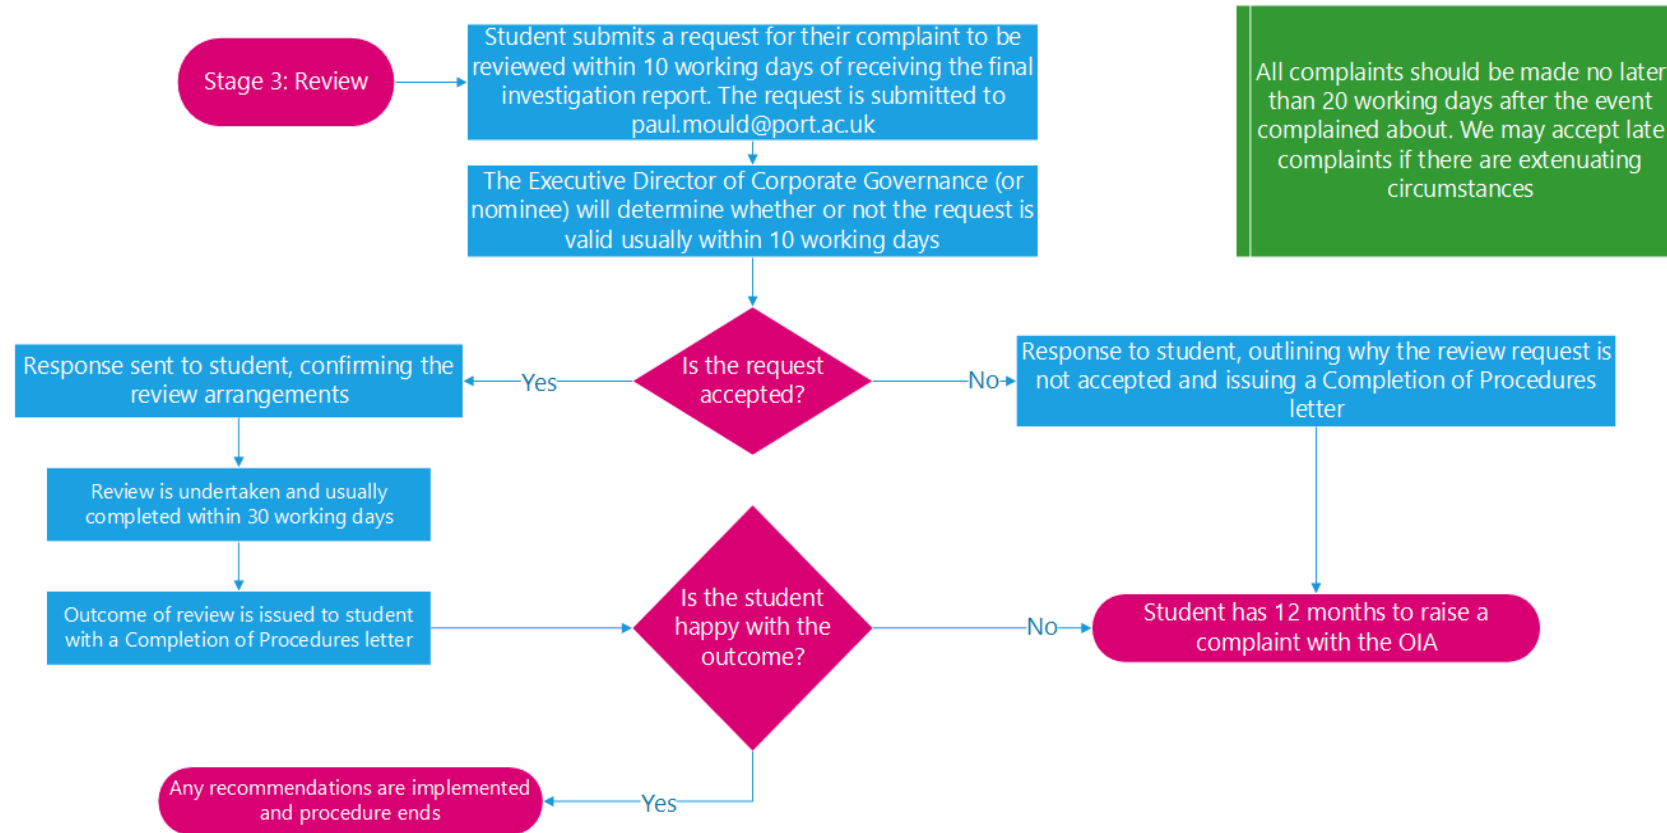 Stage 3: Review
Student submits a request for their complaint to be
reviewed within 10 working days of receiving the final
investigation report. The request is submitted to
paul.mould@port.ac.uk
All complaints should be made no later
than 20 working days after the event
complained about. We may accept late
complaints if there are extenuating
circumstances
The Executive Director of Corporate Governance (or
nominee) will determine whether or not the request is
valid usually within 10 working days
Is the request
accepted?
Yes
No
Response sent to student, confirming the
review arrangements
Response to student, outlining why the review request is
not accepted and issuing a Completion of Procedures
letter
Review is undertaken and usually
completed within 30 working days
Outcome of review is issued to student
with a Completion of Procedures letter
Is the student
happy with the
outcome?
No
Student has 12 months to raise a
complaint with the OIA
Yes
Any recommendations are implemented
and procedure ends